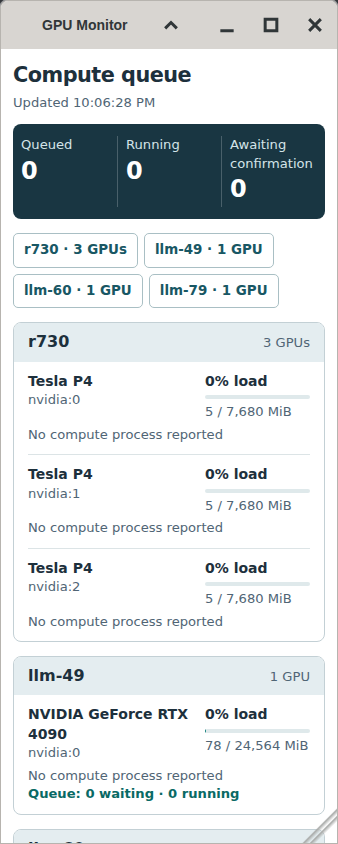 GPU Monitor
Compute queue
Updated 10:06:28 PM
Queued
0
Running
0
Awaiting
confirmation
0
r730 · 3 GPUs
llm-49 · 1 GPU
llm-60 · 1 GPU
llm-79 · 1 GPU
r730
3 GPUs
Tesla P4
0% load
nvidia:0
5 / 7,680 MiB
No compute process reported
Tesla P4
0% load
nvidia:1
5 / 7,680 MiB
No compute process reported
Tesla P4
0% load
nvidia:2
5 / 7,680 MiB
No compute process reported
llm-49
1 GPU
NVIDIA GeForce RTX
4090
0% load
nvidia:0
78 / 24,564 MiB
No compute process reported
Queue: 0 waiting · 0 running